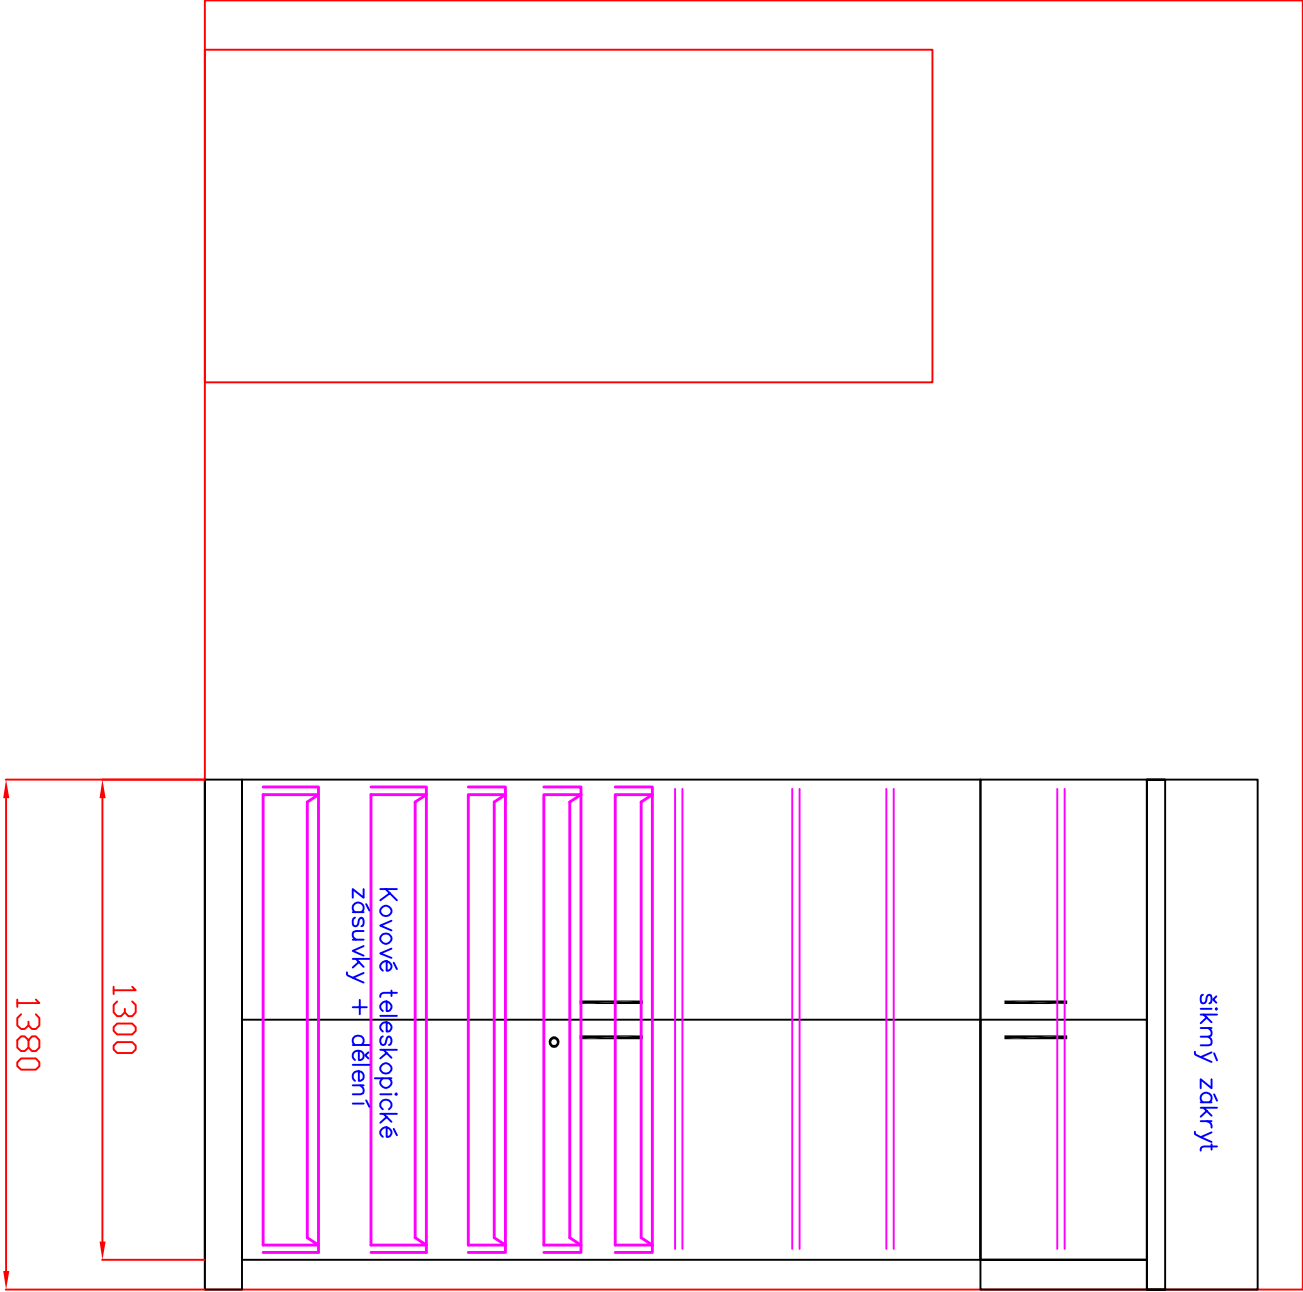 šikmý zákryt
Kovové teleskopické
zásuvky + dělení
1300
1380